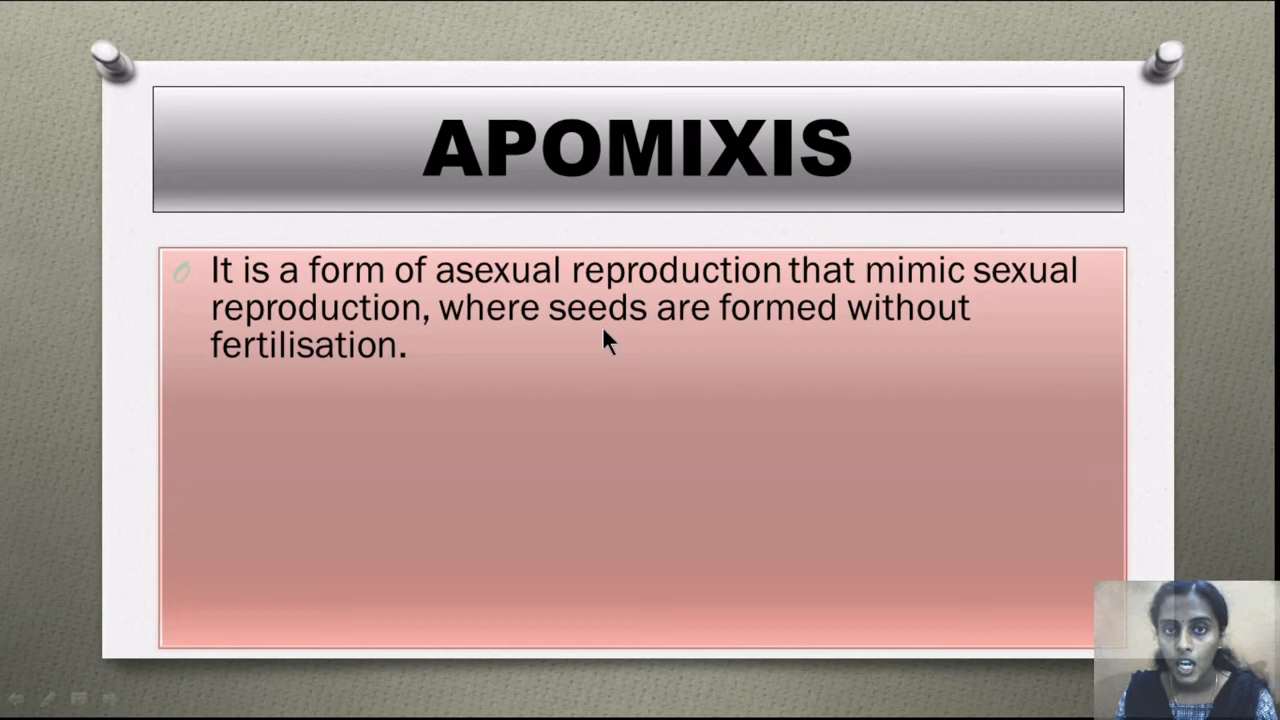 APOMIXIS
It is a form of asexual reproduction that mimic sexual
reproduction, where seeds are formed without
fertilisation.